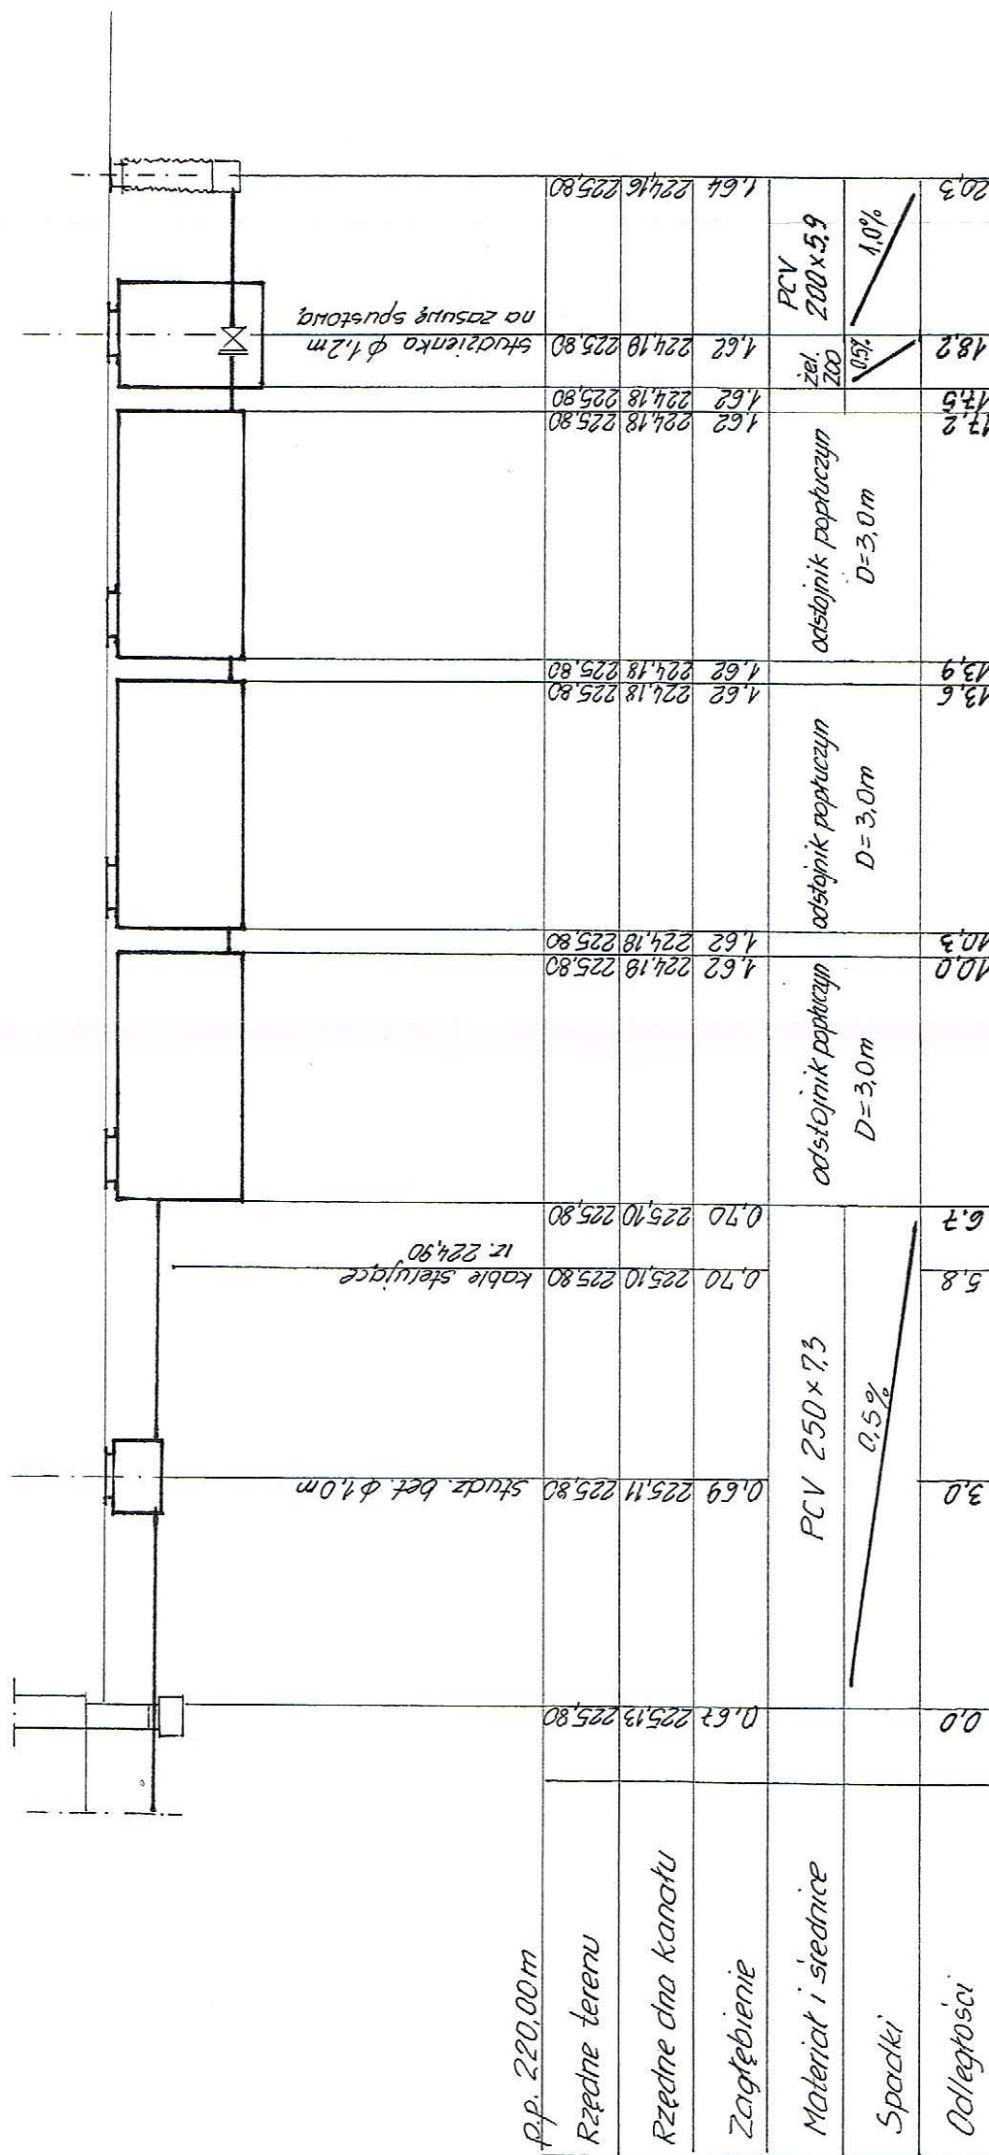 studz. bet. ϕ1,0m
kable sterujące
rz. 224,90
studzienka ϕ1,2m
na zasuwę spustową
p.p. 220,00m
Rzędne terenu
225,80 225,80 225,80 225,80 225,80 225,80 225,80 225,80 225,80 225,80 225,80 225,80
Rzędne dna kanału
225,13 225,11 225,10 225,10 224,18 224,18 224,18 224,18 224,18 224,18 224,18 224,16
Zagłębienie
0,67 0,69 0,70 0,70 1,62 1,62 1,62 1,62 1,62 1,62 1,62 1,64
Materiał i średnice
PCV 250x7,3
odstojnik popłuczyn
D=3,0m
odstojnik popłuczyn
D=3,0m
odstojnik popłuczyn
D=3,0m
żel.
200
PCV
200x5,9
Spadki
0,5% 0,5% 1,0%
Odległości
0,0 3,0 5,8 6,7 10,0 10,3 13,6 13,9 17,2 17,5 18,2 20,3